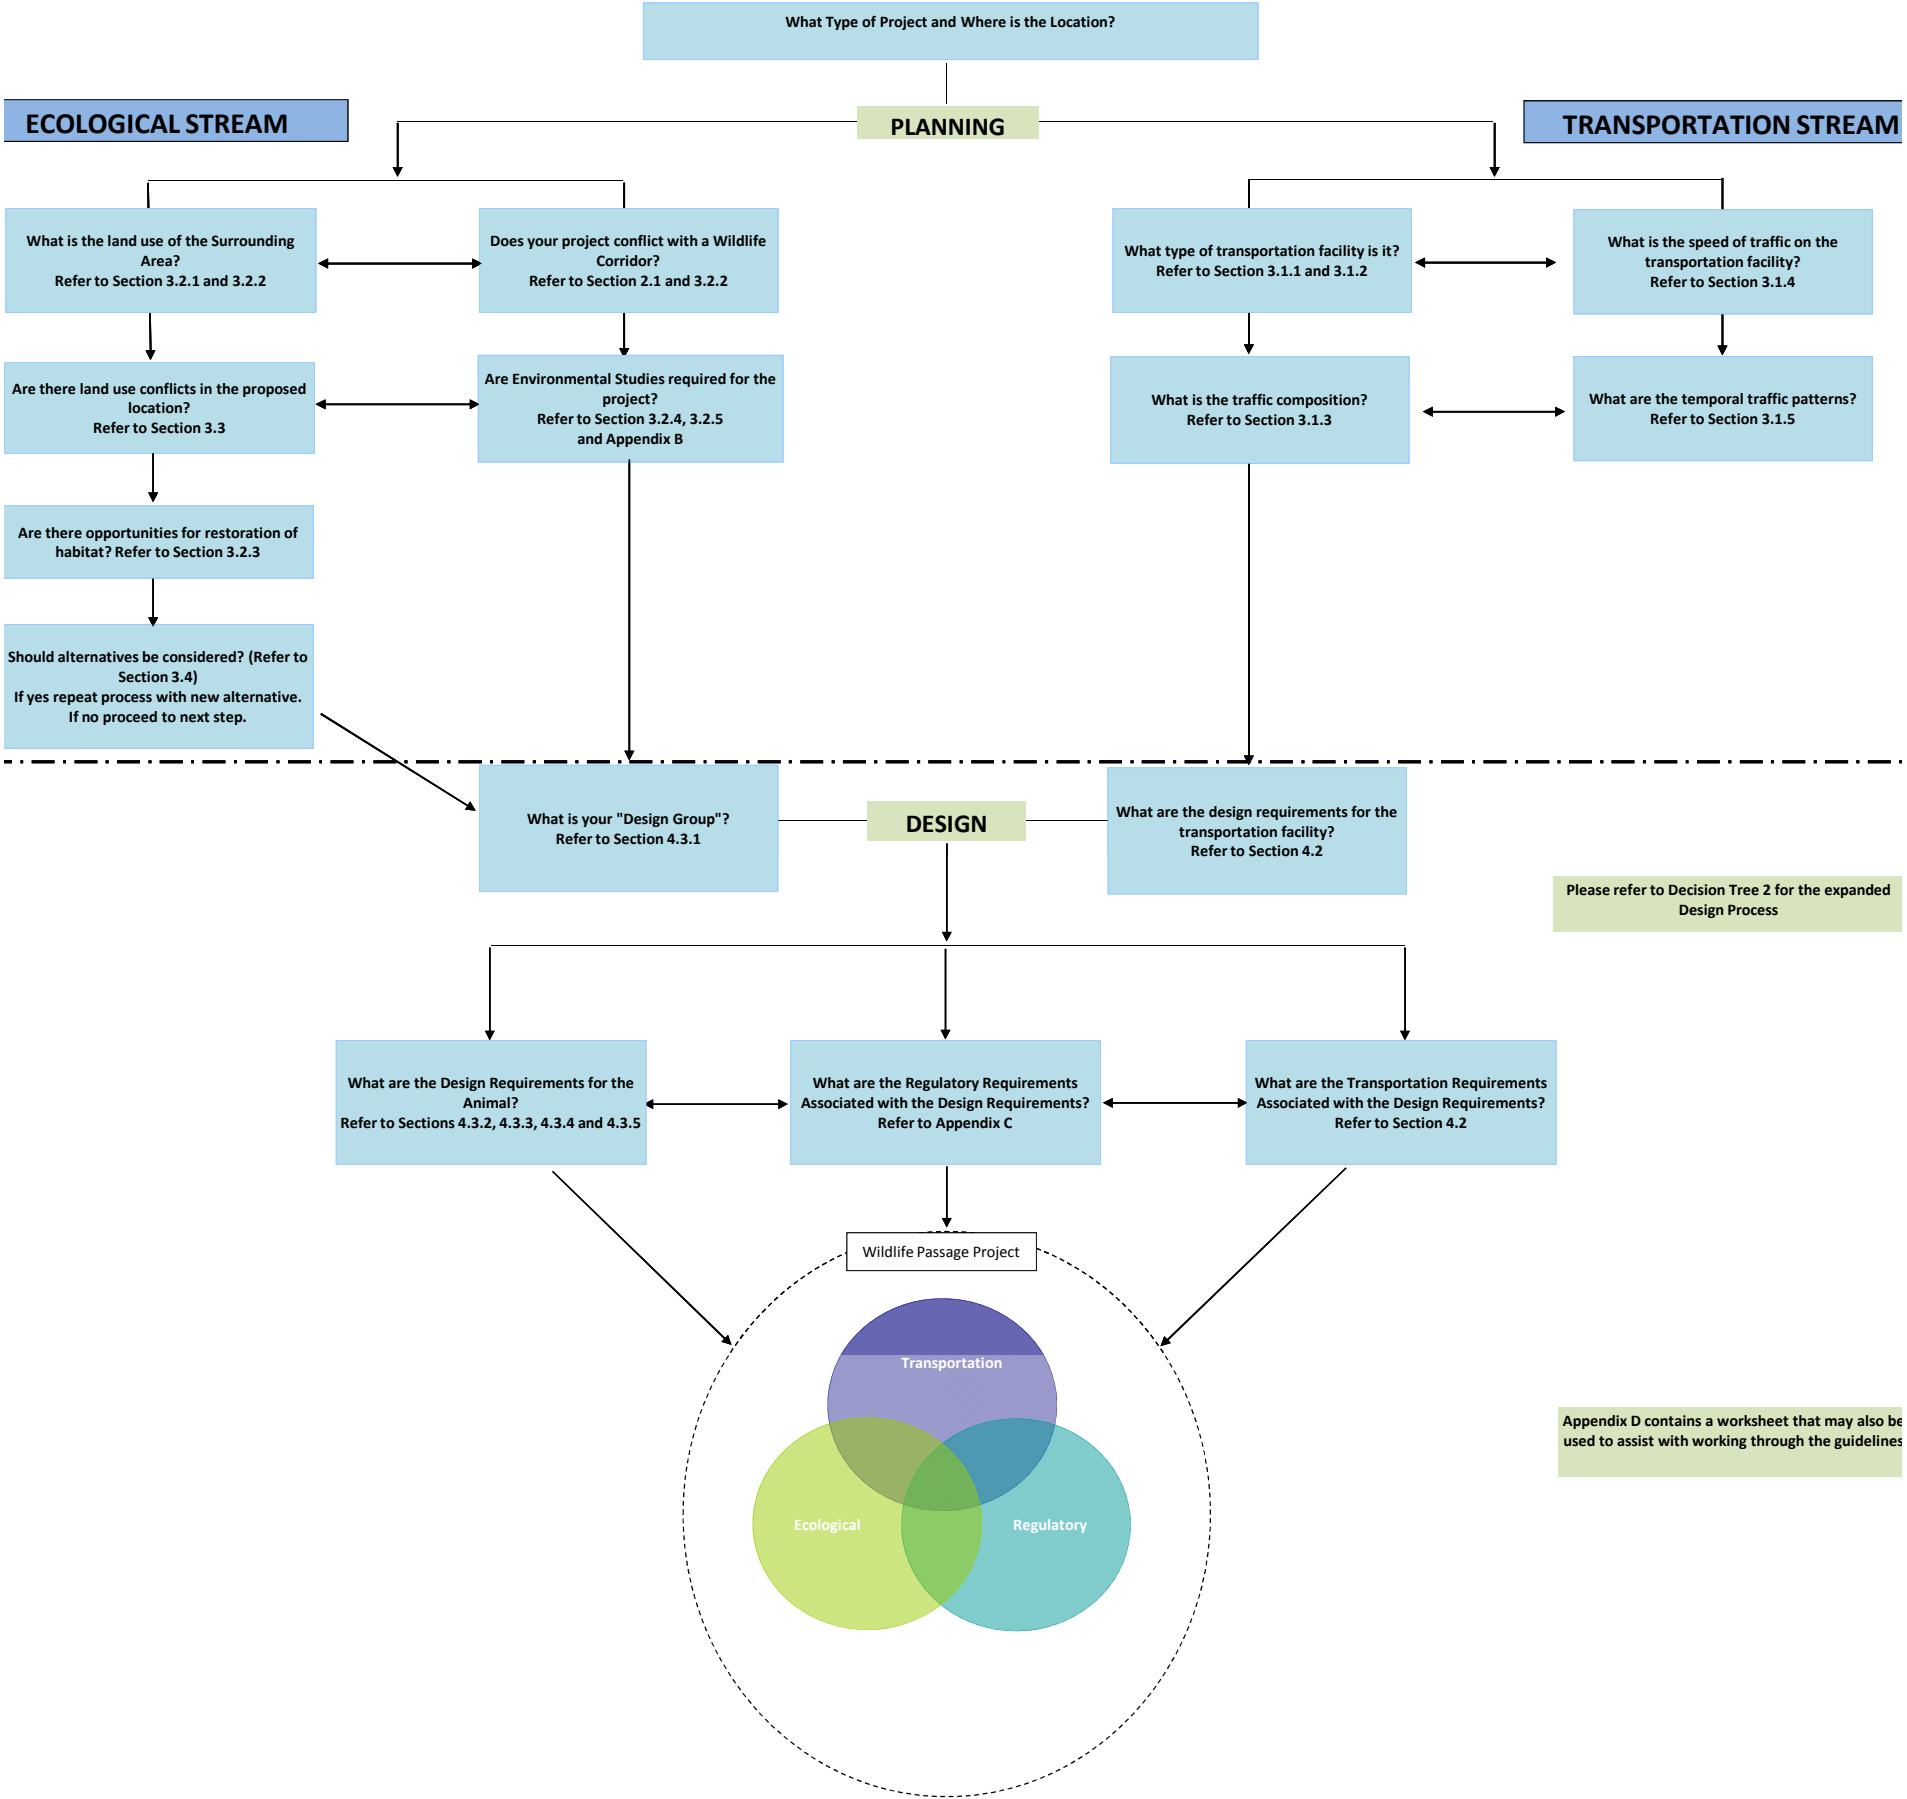 What Type of Project and Where is the Location?
ECOLOGICAL STREAM
PLANNING
TRANSPORTATION STREAM
What is the land use of the Surrounding
Area?
Refer to Section 3.2.1 and 3.2.2
Does your project conflict with a Wildlife
Corridor?
Refer to Section 2.1 and 3.2.2
What type of transportation facility is it?
Refer to Section 3.1.1 and 3.1.2
What is the speed of traffic on the
transportation facility?
Refer to Section 3.1.4
Are there land use conflicts in the proposed
location?
Refer to Section 3.3
Are Environmental Studies required for the
project?
Refer to Section 3.2.4, 3.2.5
and Appendix B
What is the traffic composition?
Refer to Section 3.1.3
What are the temporal traffic patterns?
Refer to Section 3.1.5
Are there opportunities for restoration of
habitat? Refer to Section 3.2.3
Should alternatives be considered? (Refer to
Section 3.4)
If yes repeat process with new alternative.
If no proceed to next step.
What is your "Design Group"?
Refer to Section 4.3.1
DESIGN
What are the design requirements for the
transportation facility?
Refer to Section 4.2
Please refer to Decision Tree 2 for the expanded
Design Process
What are the Design Requirements for the
Animal?
Refer to Sections 4.3.2, 4.3.3, 4.3.4 and 4.3.5
What are the Regulatory Requirements
Associated with the Design Requirements?
Refer to Appendix C
What are the Transportation Requirements
Associated with the Design Requirements?
Refer to Section 4.2
Wildlife Passage Project
Transportation
Ecological
Regulatory
Appendix D contains a worksheet that may also be
used to assist with working through the guidelines